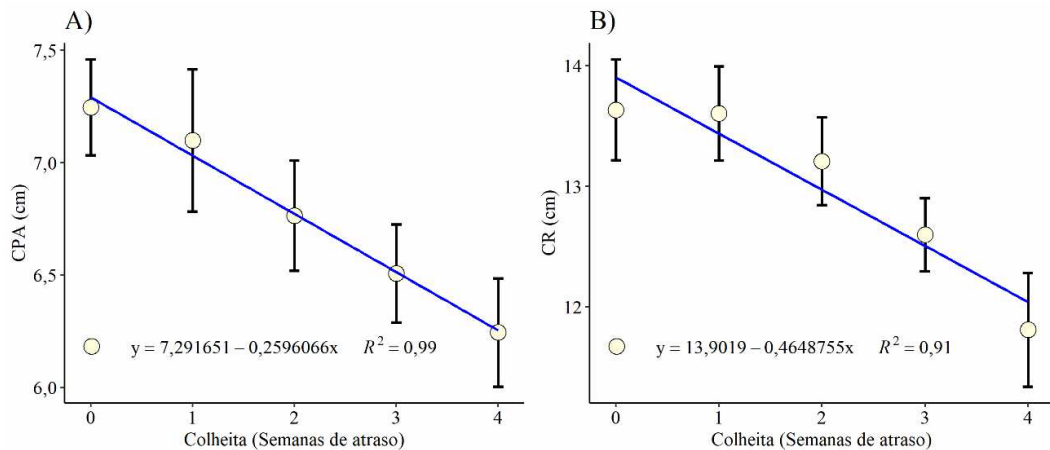 A)
7,5
7,0
6,5
6,0
CPA (cm)
y = 7,291651 – 0,2596066x R² = 0,99
0 1 2 3 4
Colheita (Semanas de atraso)
B)
14
13
12
CR (cm)
y = 13,9019 – 0,4648755x R² = 0,91
0 1 2 3 4
Colheita (Semanas de atraso)